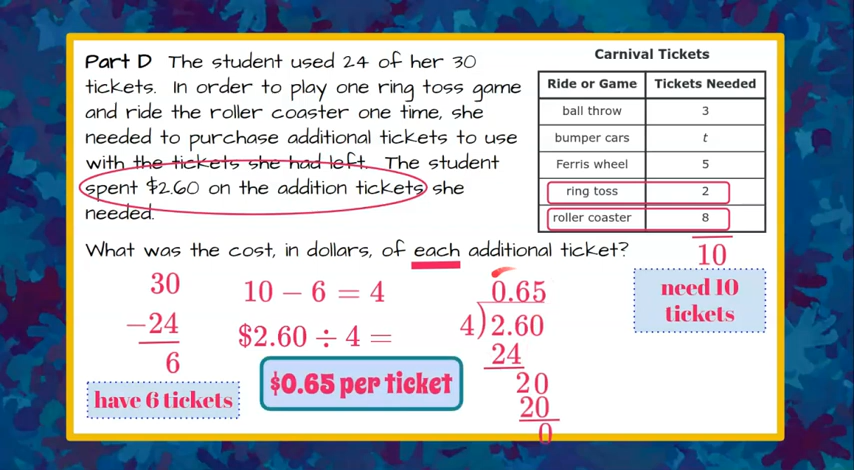 Part D The student used 24 of her 30
tickets. In order to play one ring toss game
and ride the roller coaster one time, she
needed to purchase additional tickets to use
with the tickets she had left. The student
spent $2.60 on the addition tickets she
needed.
Carnival Tickets
Ride or Game Tickets Needed
ball throw 3
bumper cars t
Ferris wheel 5
ring toss 2
roller coaster 8
10
What was the cost, in dollars, of each additional ticket?
need 10
tickets
30
-24
6
have 6 tickets
10 - 6 = 4
$2.60 ÷ 4 =
$0.65 per ticket
0.65
4)2.60
24
20
20
0